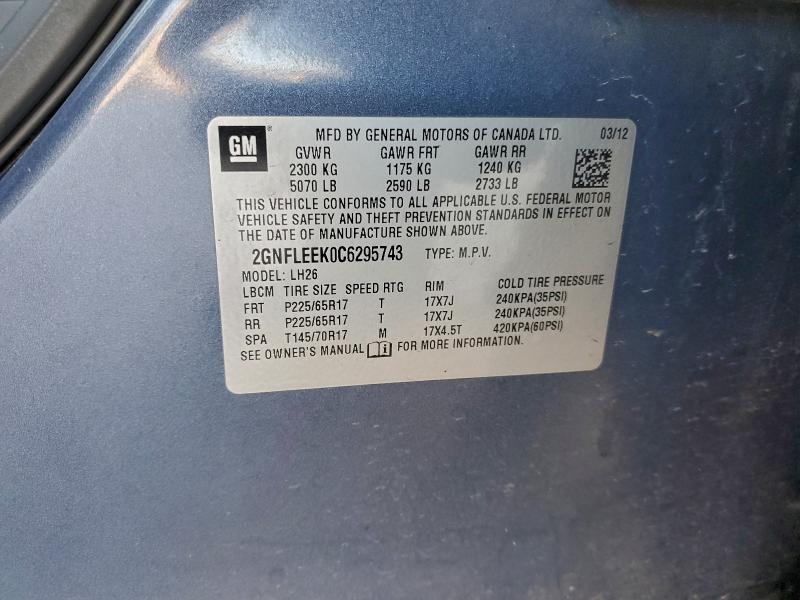 GM
MFD BY GENERAL MOTORS OF CANADA LTD. 03/12
GVWR GAWR FRT GAWR RR
2300 KG 1175 KG 1240 KG
5070 LB 2590 LB 2733 LB
THIS VEHICLE CONFORMS TO ALL APPLICABLE U.S. FEDERAL MOTOR
VEHICLE SAFETY AND THEFT PREVENTION STANDARDS IN EFFECT ON
THE DATE OF MANUFACTURE SHOWN ABOVE.
2GNFLEEK0C6295743 TYPE: M.P.V.
MODEL: LH26
LBCM TIRE SIZE SPEED RTG RIM COLD TIRE PRESSURE
FRT P225/65R17 T 17X7J 240KPA(35PSI)
RR P225/65R17 T 17X7J 240KPA(35PSI)
SPA T145/70R17 M 17X4.5T 420KPA(60PSI)
SEE OWNER'S MANUAL FOR MORE INFORMATION.